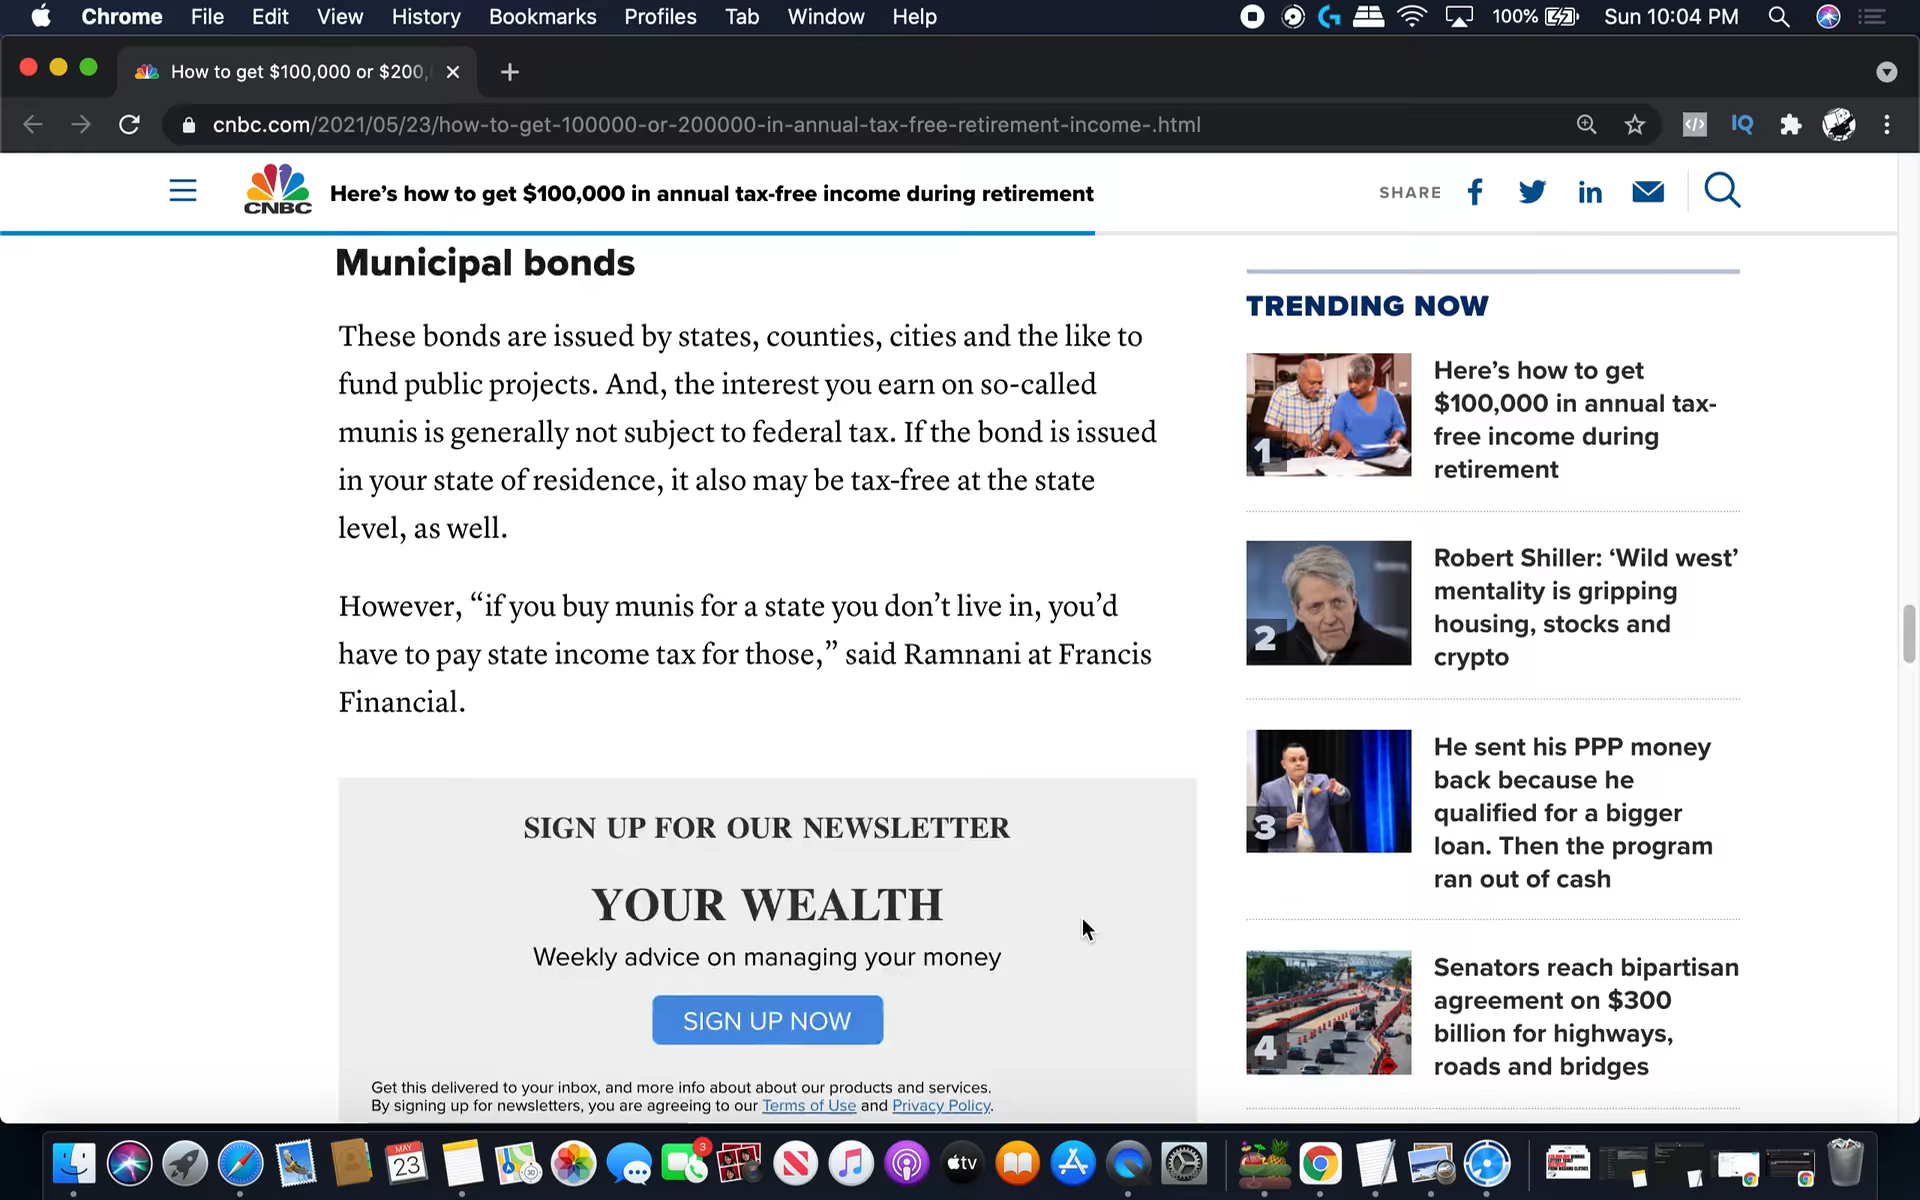 Chrome File Edit View History Bookmarks Profiles Tab Window Help 100% Sun 10:04 PM
How to get $100,000 or $200,
cnbc.com/2021/05/23/how-to-get-100000-or-200000-in-annual-tax-free-retirement-income-.html
IQ
CNBC
Here’s how to get $100,000 in annual tax-free income during retirement
SHARE
Municipal bonds
These bonds are issued by states, counties, cities and the like to
fund public projects. And, the interest you earn on so-called
munis is generally not subject to federal tax. If the bond is issued
in your state of residence, it also may be tax-free at the state
level, as well.
However, “if you buy munis for a state you don’t live in, you’d
have to pay state income tax for those,” said Ramnani at Francis
Financial.
SIGN UP FOR OUR NEWSLETTER
YOUR WEALTH
Weekly advice on managing your money
SIGN UP NOW
Get this delivered to your inbox, and more info about about our products and services.
By signing up for newsletters, you are agreeing to our Terms of Use and Privacy Policy.
TRENDING NOW
1
Here’s how to get
$100,000 in annual tax-
free income during
retirement
2
Robert Shiller: ‘Wild west’
mentality is gripping
housing, stocks and
crypto
3
He sent his PPP money
back because he
qualified for a bigger
loan. Then the program
ran out of cash
4
Senators reach bipartisan
agreement on $300
billion for highways,
roads and bridges
MAY
23
3
tv